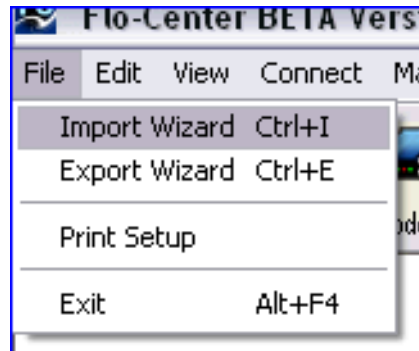 Flo-Center BETA Vers
File Edit View Connect Ma
Import Wizard Ctrl+I
Export Wizard Ctrl+E
Print Setup
Exit Alt+F4